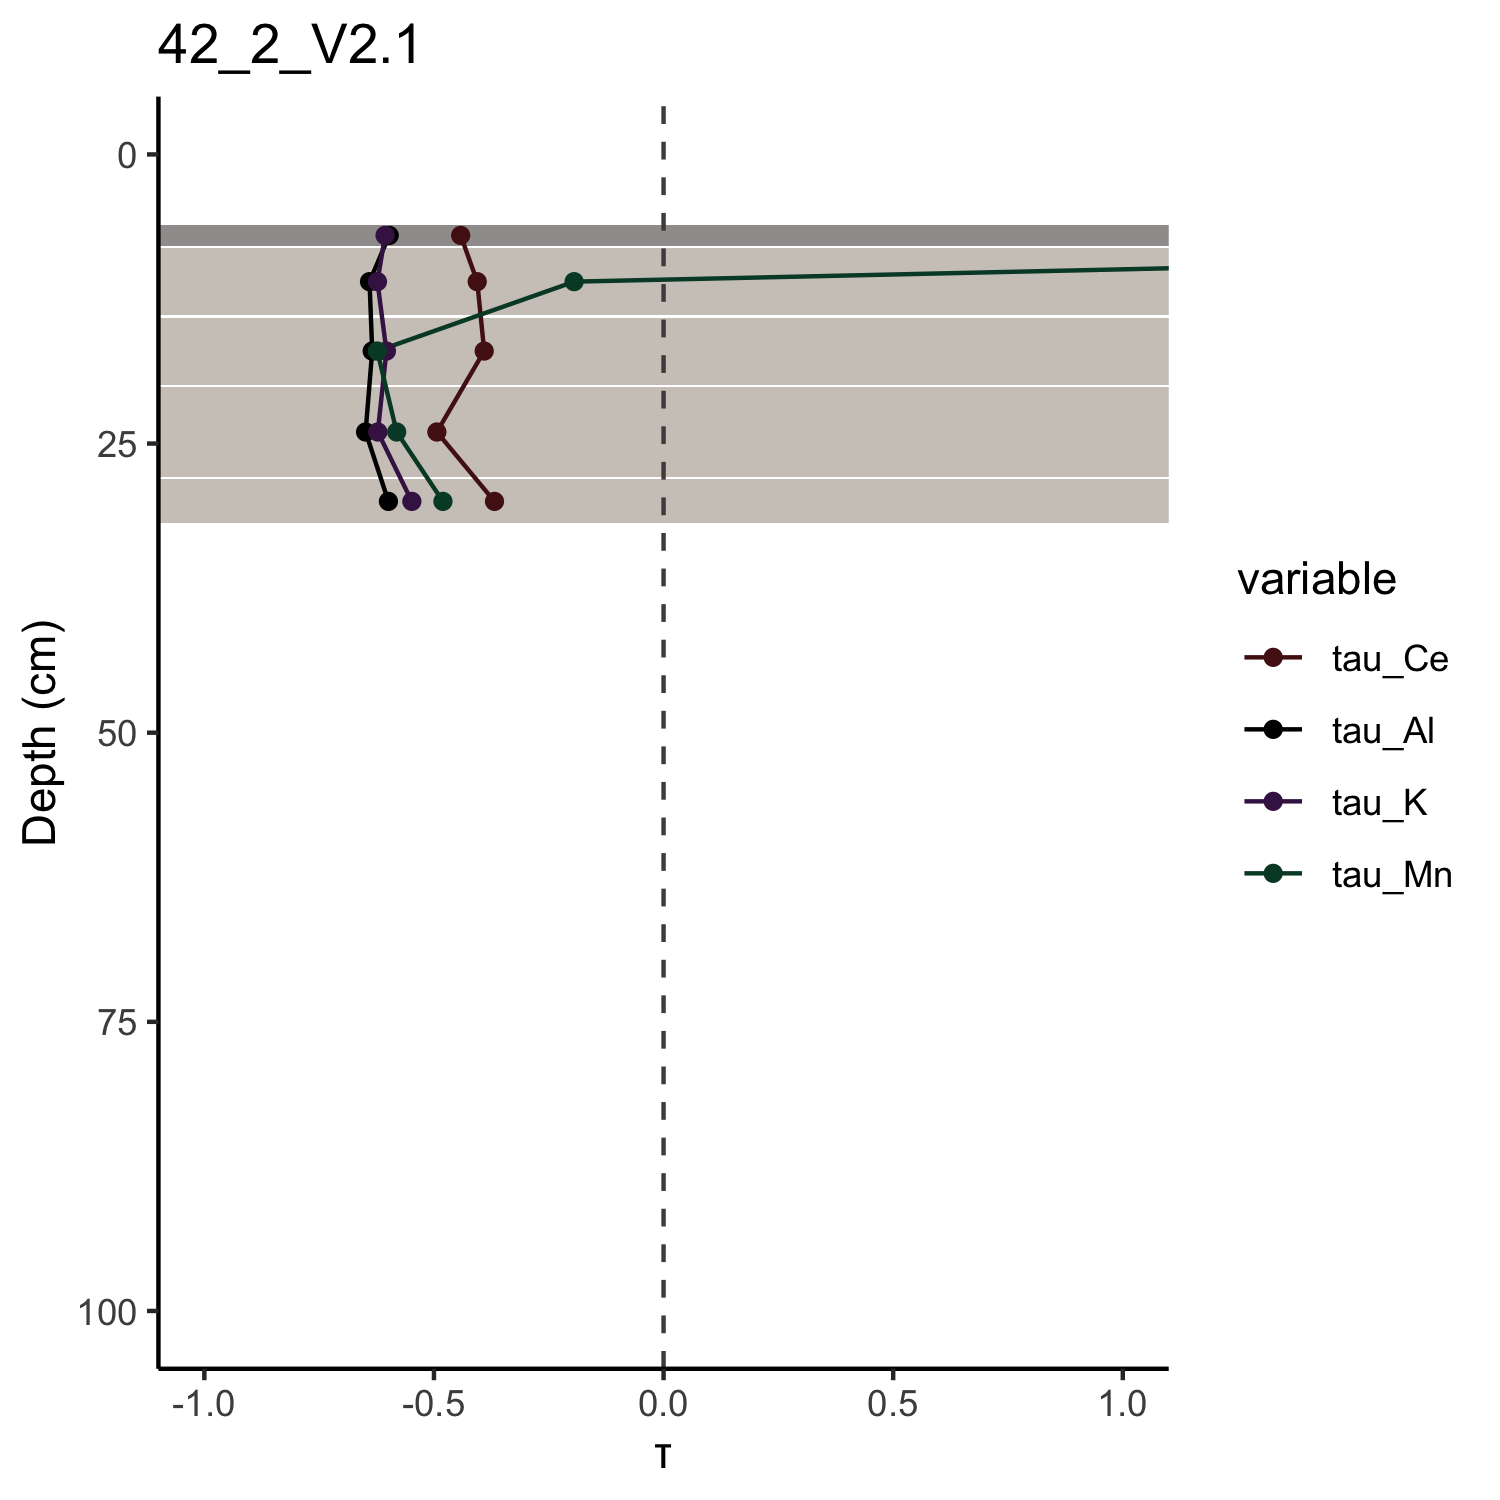 42_2_V2.1
0
25
50
75
100
Depth (cm)
-1.0 -0.5 0.0 0.5 1.0
τ
variable
tau_Ce
tau_Al
tau_K
tau_Mn